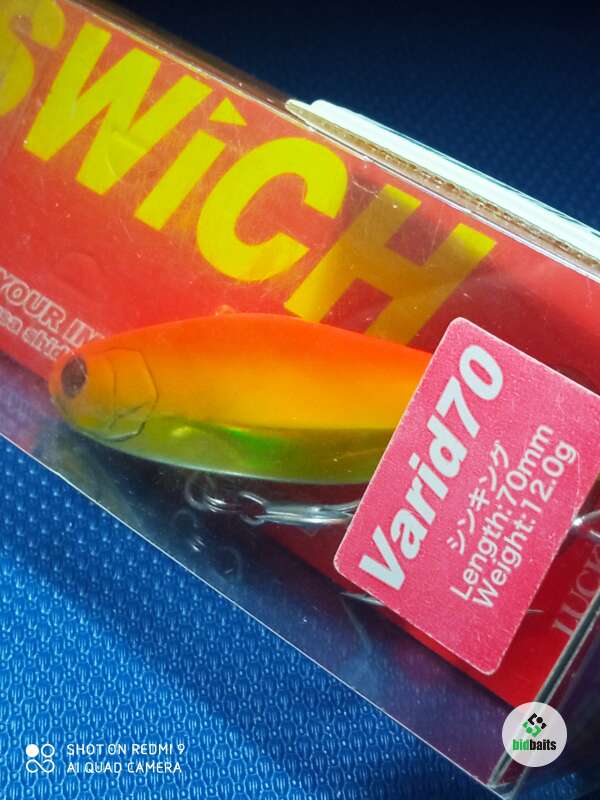 SWiCH
YOUR
Varid70
シンキング
Length:70mm
Weight:12.0g
LUCK
bidbaits
SHOT ON REDMI 9
AI QUAD CAMERA